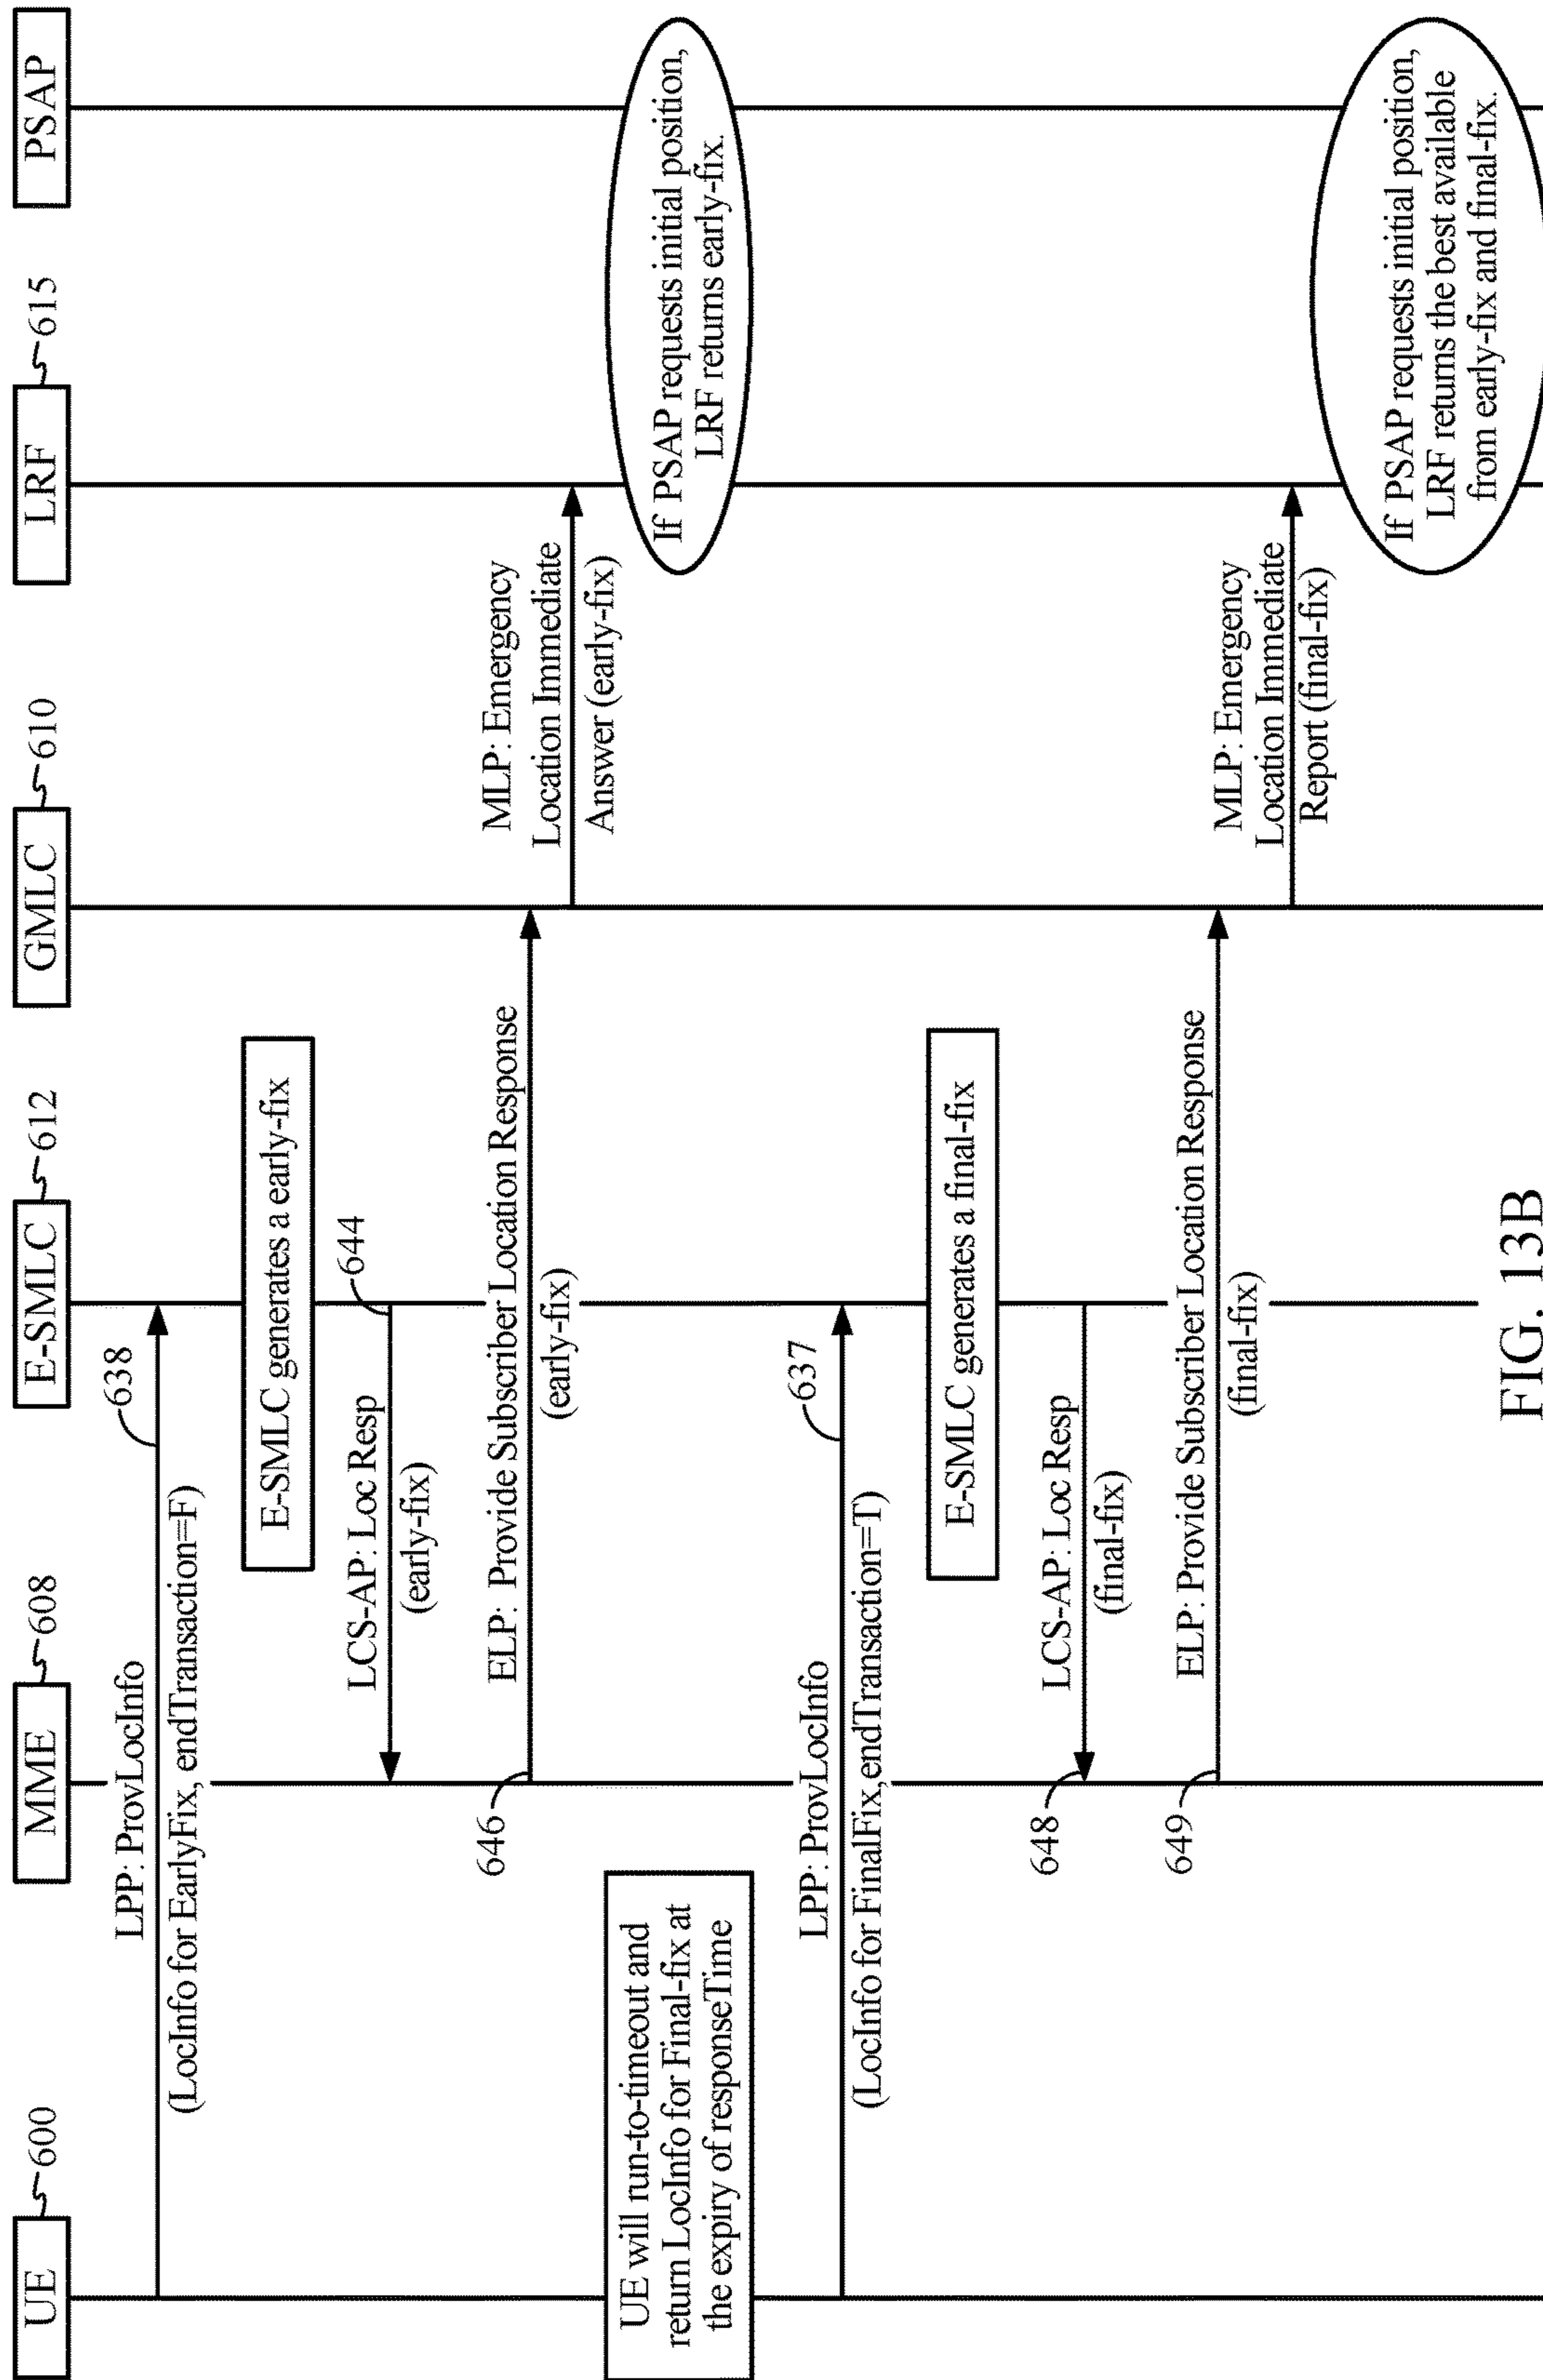 UE
600
MME
608
E-SMLC
612
GMLC
610
LRF
615
PSAP
LPP: ProvLocInfo
638
(LocInfo for EarlyFix, endTransaction=F)
E-SMLC generates a early-fix
LCS-AP: Loc Resp
644
(early-fix)
ELP: Provide Subscriber Location Response
(early-fix)
646
MLP: Emergency
Location Immediate
Answer (early-fix)
If PSAP requests initial position,
LRF returns early-fix.
UE will run-to-timeout and
return LocInfo for Final-fix at
the expiry of responseTime
LPP: ProvLocInfo
637
(LocInfo for FinalFix,endTransaction=T)
E-SMLC generates a final-fix
LCS-AP: Loc Resp
(final-fix)
648
ELP: Provide Subscriber Location Response
(final-fix)
649
MLP: Emergency
Location Immediate
Report (final-fix)
If PSAP requests initial position,
LRF returns the best available
from early-fix and final-fix.
FIG. 13B